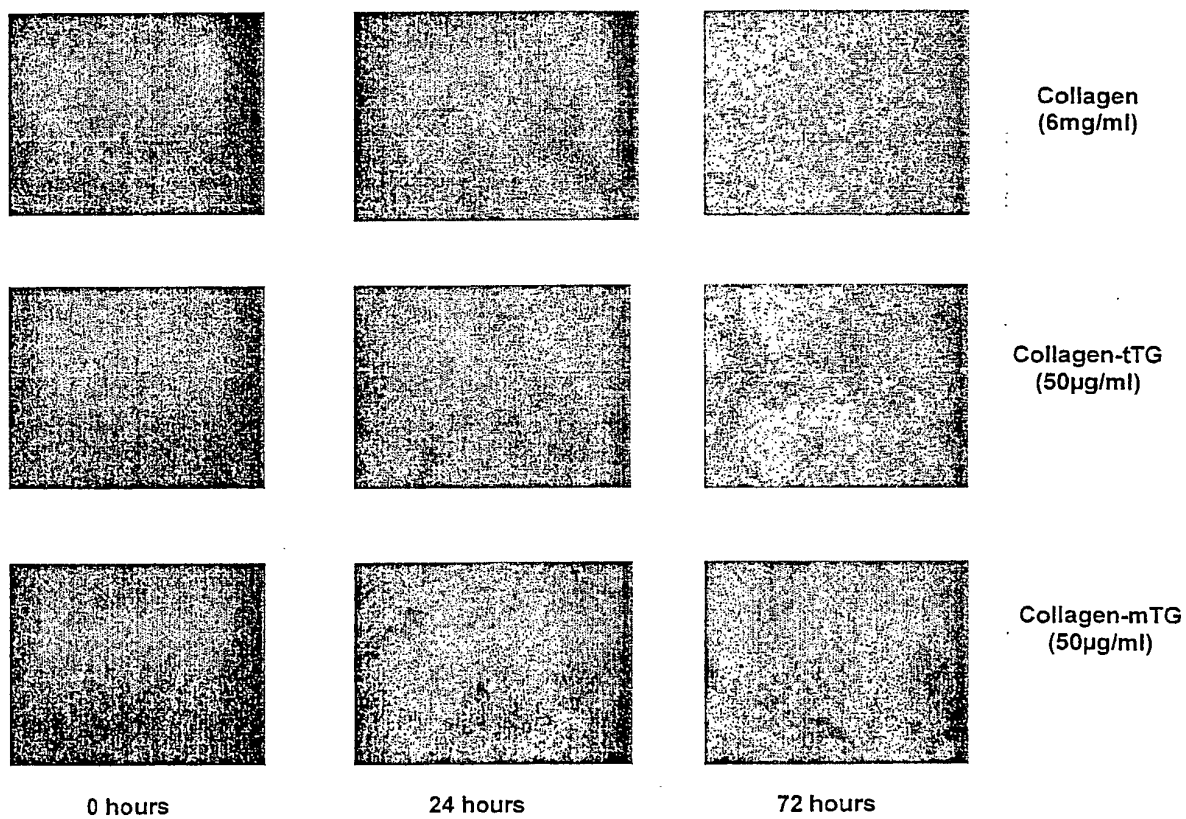 Collagen
(6mg/ml)
Collagen-tTG
(50µg/ml)
Collagen-mTG
(50µg/ml)
0 hours
24 hours
72 hours